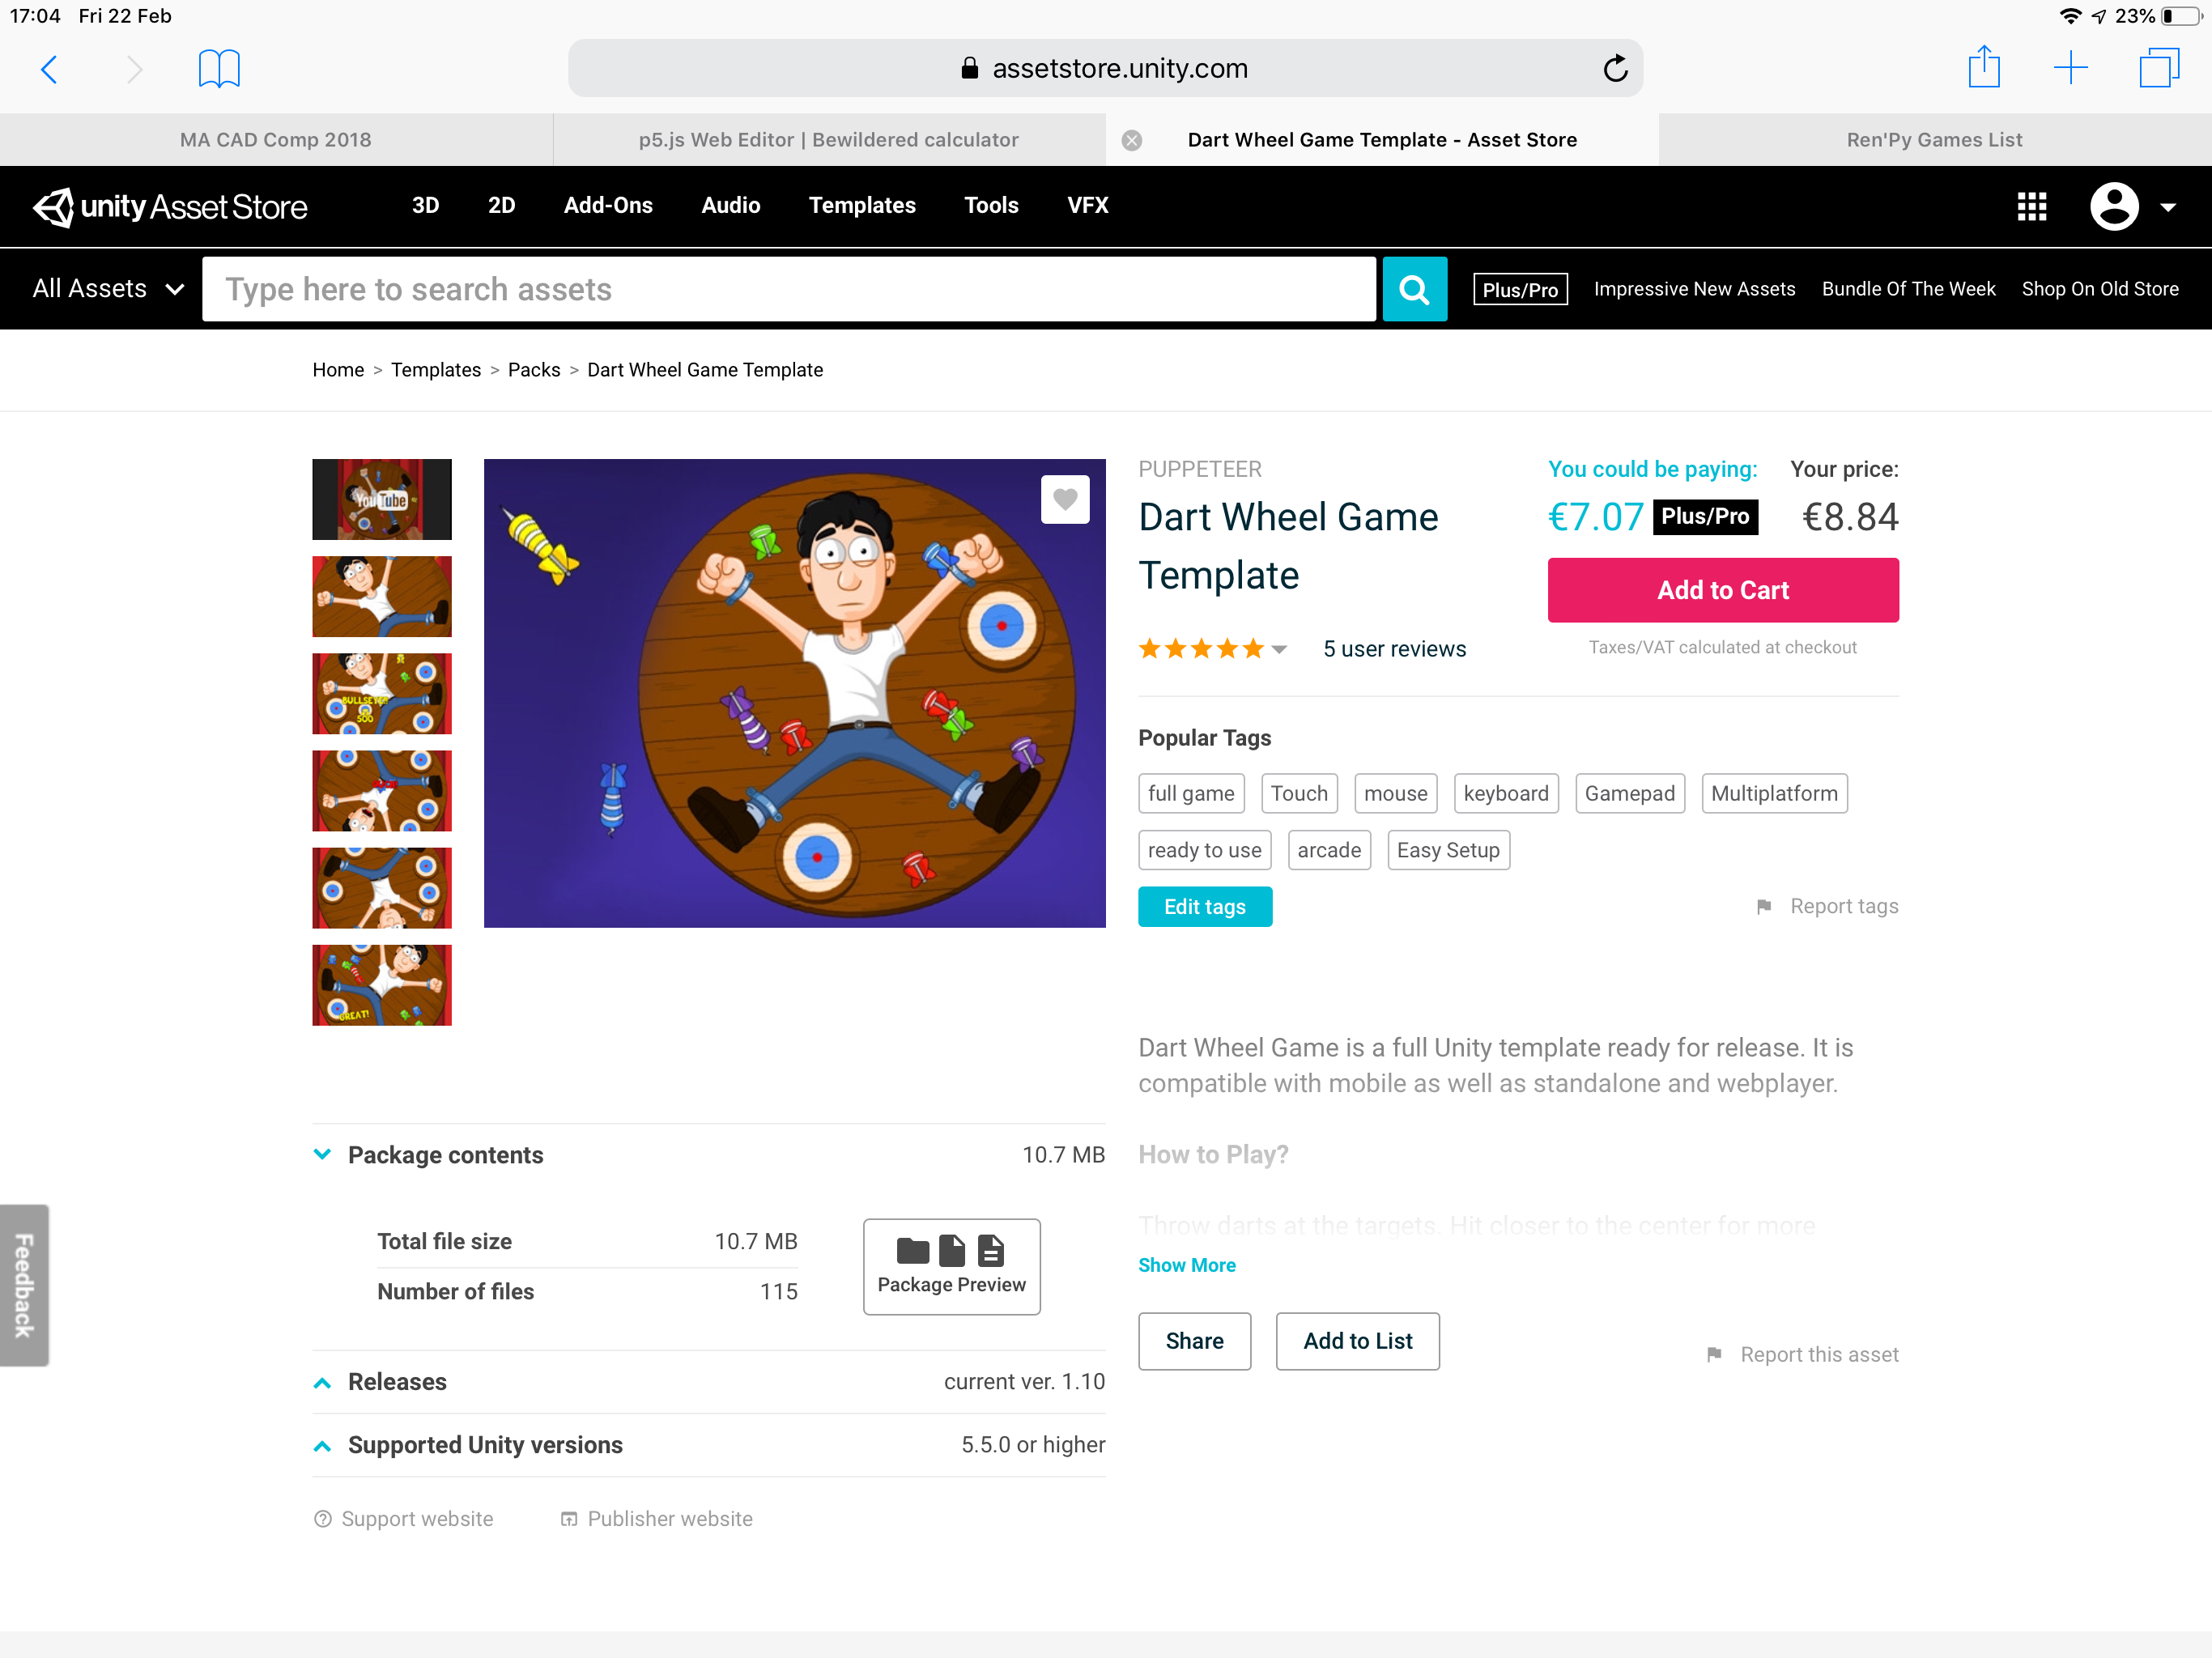 17:04 Fri 22 Feb
23%
assetstore.unity.com
MA CAD Comp 2018
p5.js Web Editor | Bewildered calculator
Dart Wheel Game Template - Asset Store
Ren'Py Games List
unity Asset Store
3D
2D
Add-Ons
Audio
Templates
Tools
VFX
All Assets
Type here to search assets
Plus/Pro
Impressive New Assets
Bundle Of The Week
Shop On Old Store
Home > Templates > Packs > Dart Wheel Game Template
YouTube
BULLSEYE!
500
GREAT!
PUPPETEER
Dart Wheel Game
Template
5 user reviews
You could be paying:
€7.07 Plus/Pro
Your price:
€8.84
Add to Cart
Taxes/VAT calculated at checkout
Popular Tags
full game
Touch
mouse
keyboard
Gamepad
Multiplatform
ready to use
arcade
Easy Setup
Edit tags
Report tags
Dart Wheel Game is a full Unity template ready for release. It is
compatible with mobile as well as standalone and webplayer.
How to Play?
Throw darts at the targets. Hit closer to the center for more
Show More
Share
Add to List
Report this asset
Package contents 10.7 MB
Total file size 10.7 MB
Number of files 115
Package Preview
Releases current ver. 1.10
Supported Unity versions 5.5.0 or higher
Support website
Publisher website
Feedback